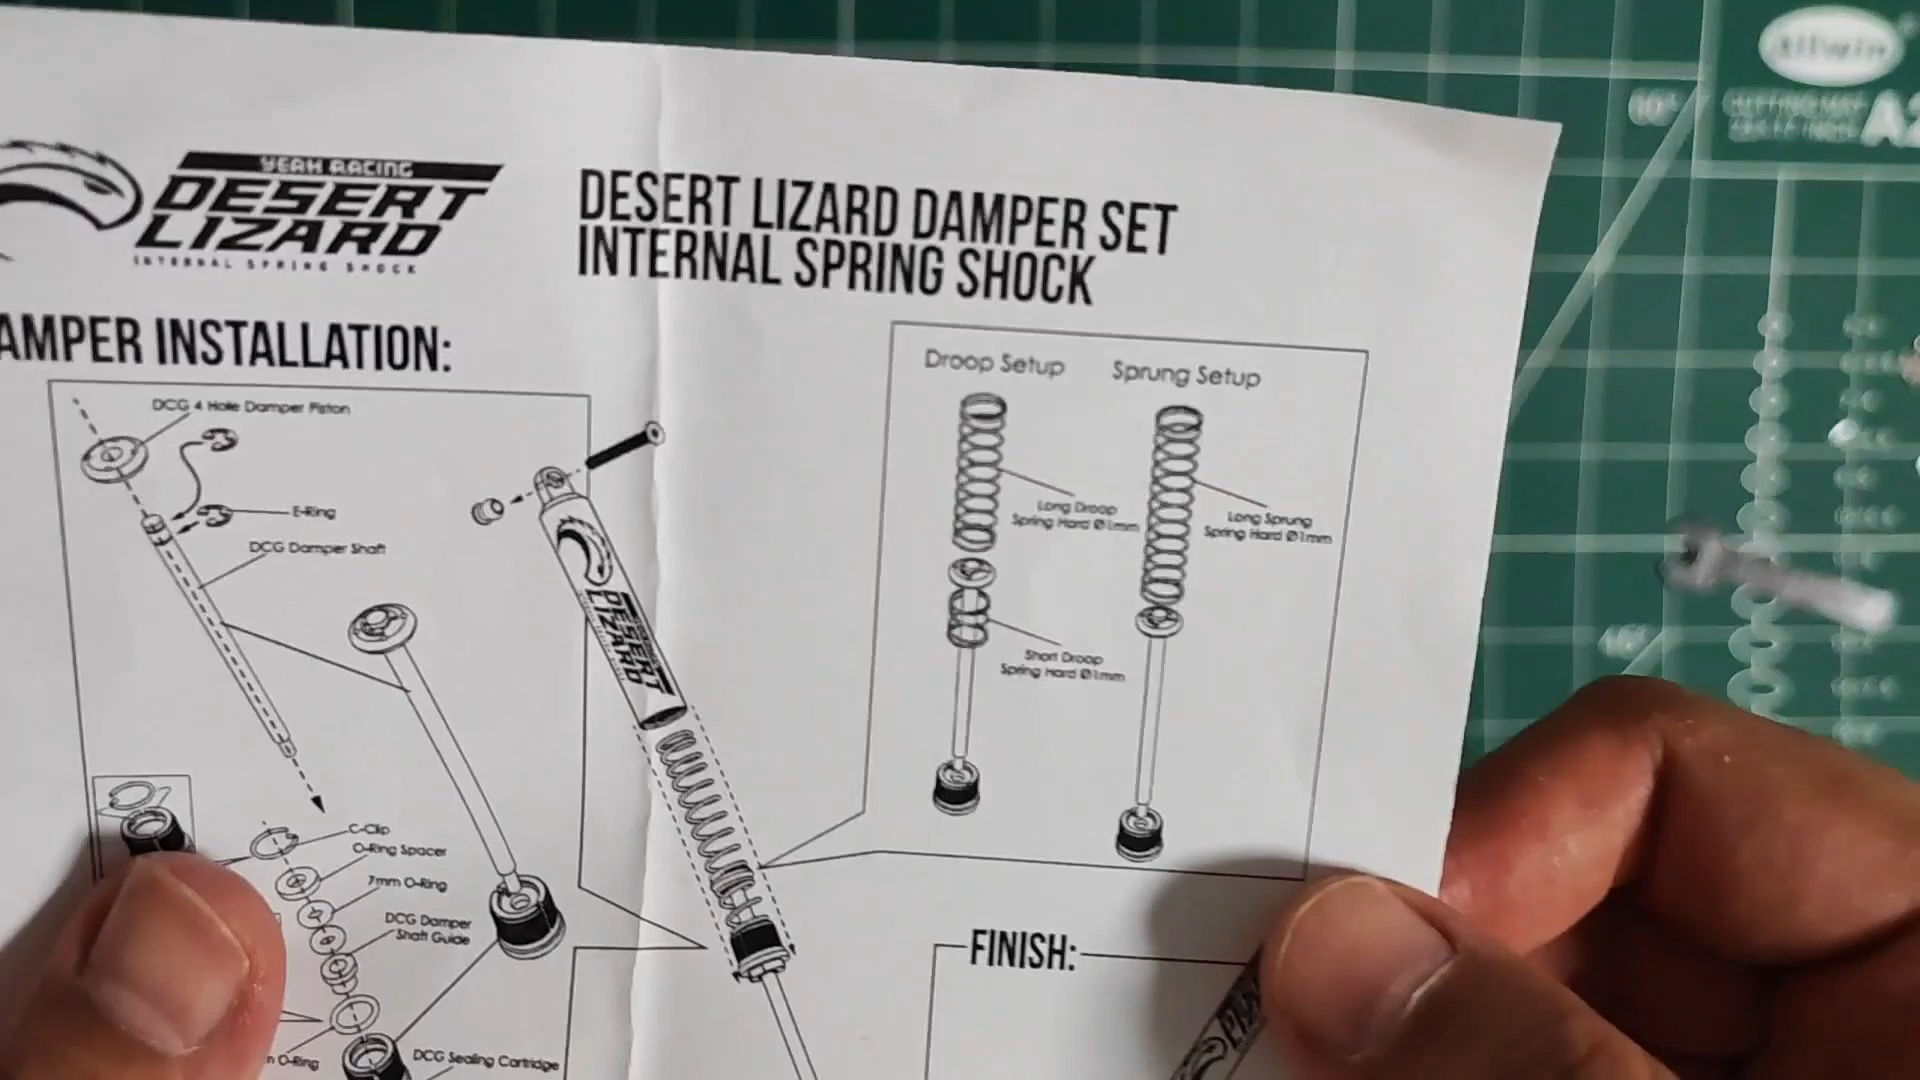 YEAH RACING
DESERT
LIZARD
INTERNAL SPRING SHOCK
DESERT LIZARD DAMPER SET
INTERNAL SPRING SHOCK
AMPER INSTALLATION:
DCG 4 Hole Damper Piston
E-Ring
DCG Damper Shaft
C-Clip
O-Ring Spacer
7mm O-Ring
DCG Damper
Shaft Guide
O-Ring
DCG Sealing Cartridge
DESERT
LIZARD
Droop Setup
Sprung Setup
Long Droop
Spring Hard Ø1mm
Long Sprung
Spring Hard Ø1mm
Short Droop
Spring Hard Ø1mm
FINISH:
allwin
A2